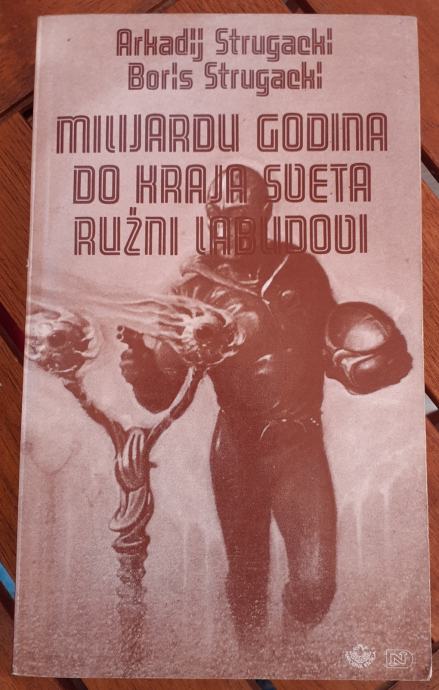 Arkadij Strugacki
Boris Strugacki
MILIJARDU GODINA
DO KRAJA SVETA
RUŽNI LABUDOVI